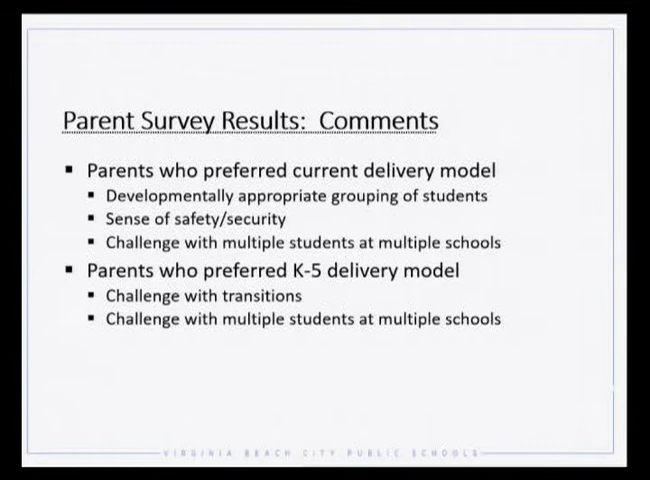 Parent Survey Results: Comments
▪ Parents who preferred current delivery model
▪ Developmentally appropriate grouping of students
▪ Sense of safety/security
▪ Challenge with multiple students at multiple schools
▪ Parents who preferred K-5 delivery model
▪ Challenge with transitions
▪ Challenge with multiple students at multiple schools
VIRGINIA BEACH CITY PUBLIC SCHOOLS